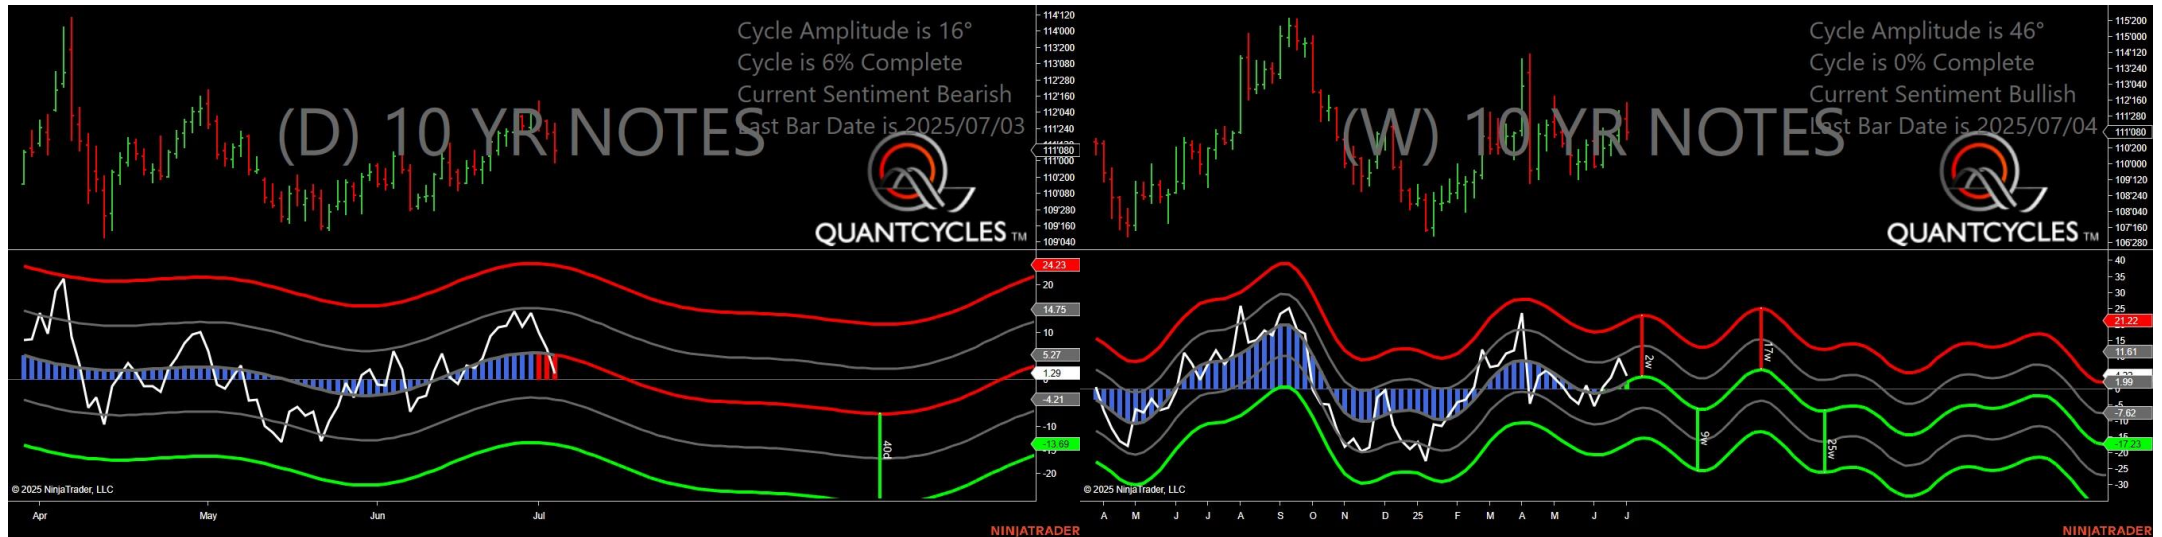 Cycle Amplitude is 16°
Cycle is 6% Complete
Current Sentiment Bearish
Last Bar Date is 2025/07/03
(D) 10 YR NOTES
QUANTCYCLES TM
114'120
114'000
113'200
113'080
112'280
112'160
112'040
111'240
111'080
111'000
110'200
110'080
109'280
109'160
109'040
24.23
20
14.75
10
5.27
1.29
-4.21
-10
-13.69
-20
40d
© 2025 NinjaTrader, LLC
Apr
May
Jun
Jul
NINJATRADER
Cycle Amplitude is 46°
Cycle is 0% Complete
Current Sentiment Bullish
Last Bar Date is 2025/07/04
(W) 10 YR NOTES
QUANTCYCLES TM
115'200
115'000
114'120
113'240
113'040
112'160
111'280
111'080
110'200
110'000
109'120
108'240
108'040
107'160
106'280
40
35
30
25
21.22
15
11.61
1.99
-5
-7.62
-17.23
-20
-25
-30
2w
9w
17w
25w
© 2025 NinjaTrader, LLC
A M J J A S O N D 25 F M A M J J
NINJATRADER